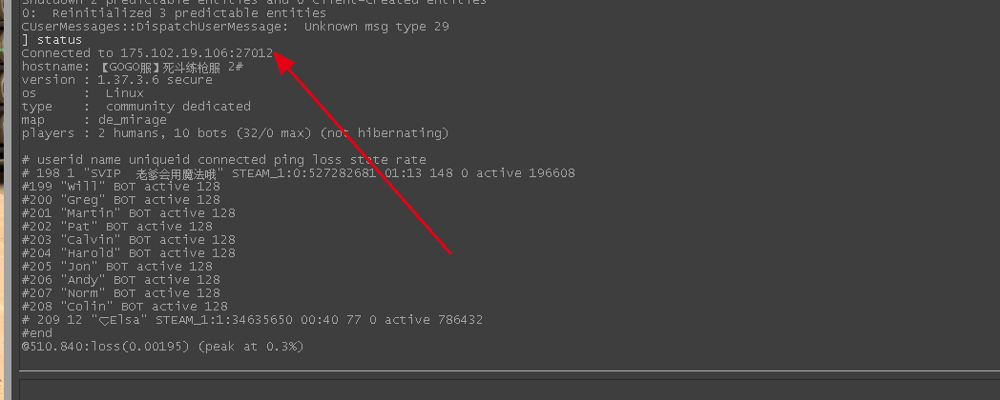 Shutdown 2 predictable entities and 0 client-created entities
0:  Reinitialized 3 predictable entities
CUserMessages::DispatchUserMessage:  Unknown msg type 29
] status
Connected to 175.102.19.106:27012
hostname: 【GOGO服】死斗练枪服 2#
version : 1.37.3.6 secure
os      :  Linux
type    :  community dedicated
map     : de_mirage
players : 2 humans, 10 bots (32/0 max) (not hibernating)
# userid name uniqueid connected ping loss state rate
# 198 1 "SVIP  老爹会用魔法哦" STEAM_1:0:527282681 01:13 148 0 active 196608
#199 "Will" BOT active 128
#200 "Greg" BOT active 128
#201 "Martin" BOT active 128
#202 "Pat" BOT active 128
#203 "Calvin" BOT active 128
#204 "Harold" BOT active 128
#205 "Jon" BOT active 128
#206 "Andy" BOT active 128
#207 "Norm" BOT active 128
#208 "Colin" BOT active 128
# 209 12 "♡Elsa" STEAM_1:1:34635650 00:40 77 0 active 786432
#end
@510.840:loss(0.00195) (peak at 0.3%)